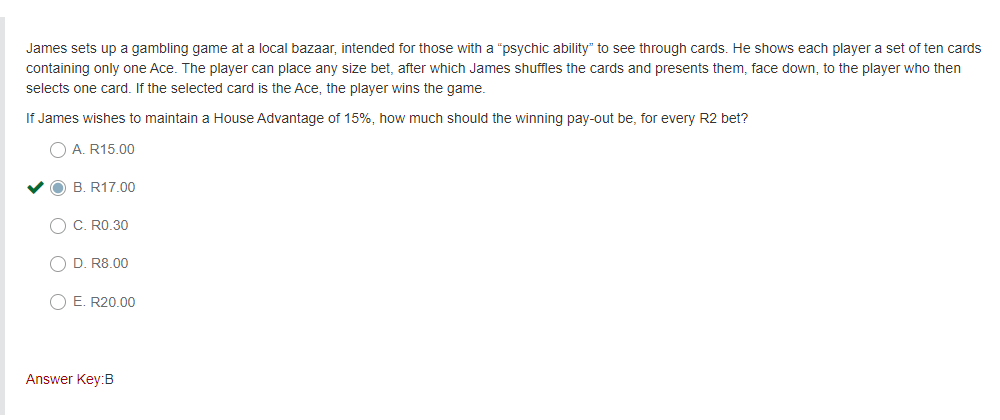 James sets up a gambling game at a local bazaar, intended for those with a “psychic ability” to see through cards. He shows each player a set of ten cards
containing only one Ace. The player can place any size bet, after which James shuffles the cards and presents them, face down, to the player who then
selects one card. If the selected card is the Ace, the player wins the game.
If James wishes to maintain a House Advantage of 15%, how much should the winning pay-out be, for every R2 bet?
A. R15.00
B. R17.00
C. R0.30
D. R8.00
E. R20.00
Answer Key:B